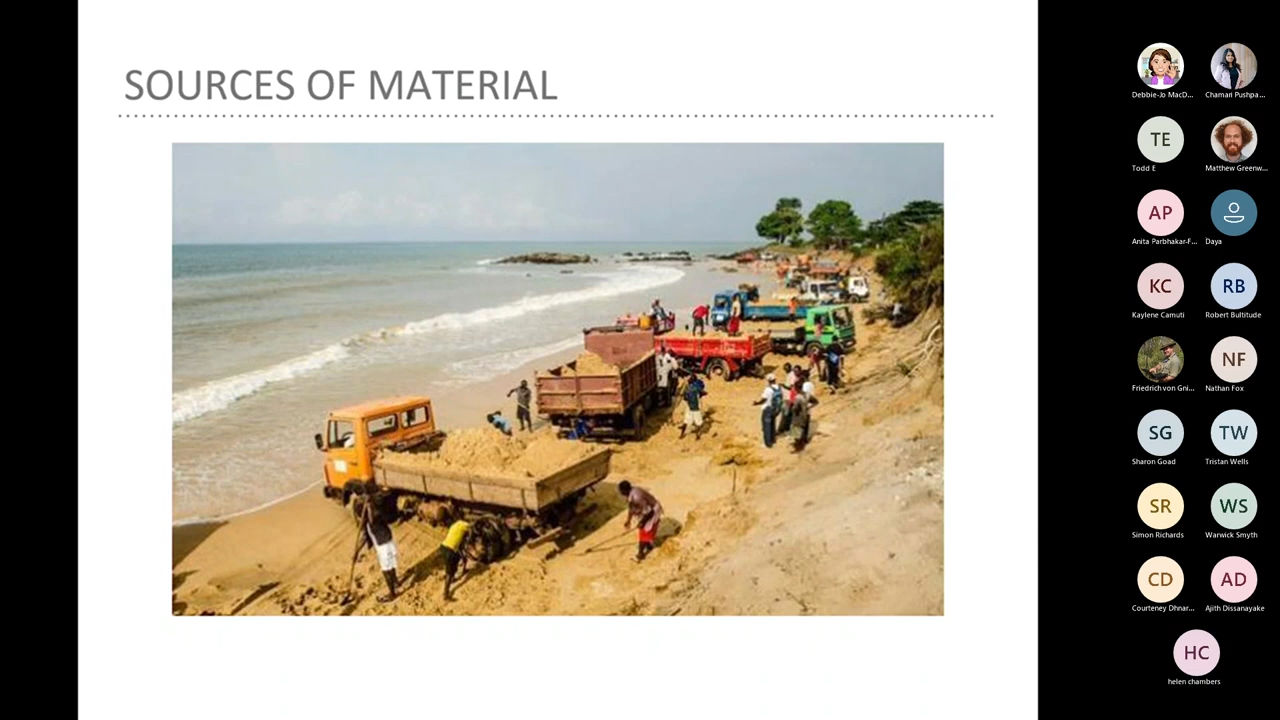 SOURCES OF MATERIAL
Debbie-Jo MacD...
Chamari Pushpa...
TE
Todd E
Matthew Greenw...
AP
Anita Parbhakar-F...
Daya
KC
Kaylene Camuti
RB
Robert Bultitude
Friedrich von Gni...
NF
Nathan Fox
SG
Sharon Goad
TW
Tristan Wells
SR
Simon Richards
WS
Warwick Smyth
CD
Courteney Dhnar...
AD
Ajith Dissanayake
HC
helen chambers